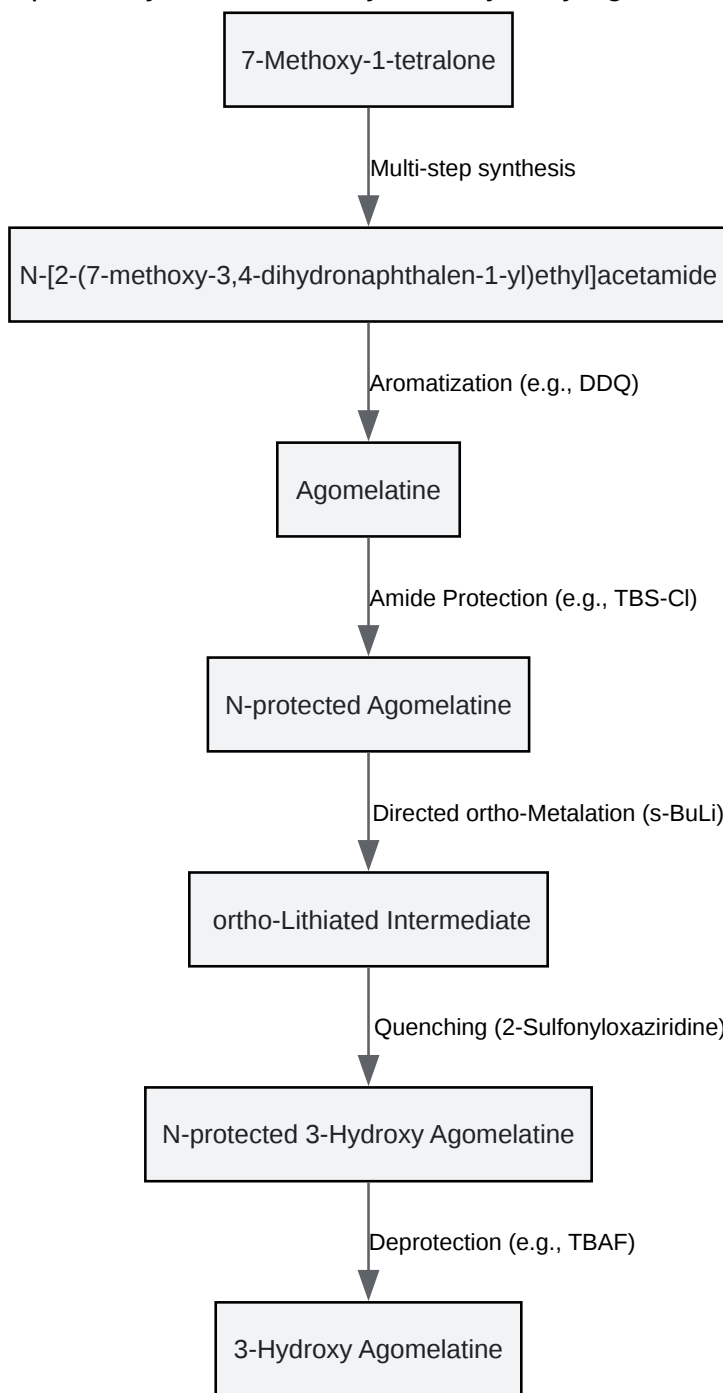 7-Methoxy-1-tetralone
Multi-step synthesis
N-[2-(7-methoxy-3,4-dihydronaphthalen-1-yl)ethyl]acetamide
Aromatization (e.g., DDQ)
Agomelatine
Amide Protection (e.g., TBS-Cl)
N-protected Agomelatine
Directed ortho-Metalation (s-BuLi)
ortho-Lithiated Intermediate
Quenching (2-Sulfonyloxaziridine)
N-protected 3-Hydroxy Agomelatine
Deprotection (e.g., TBAF)
3-Hydroxy Agomelatine